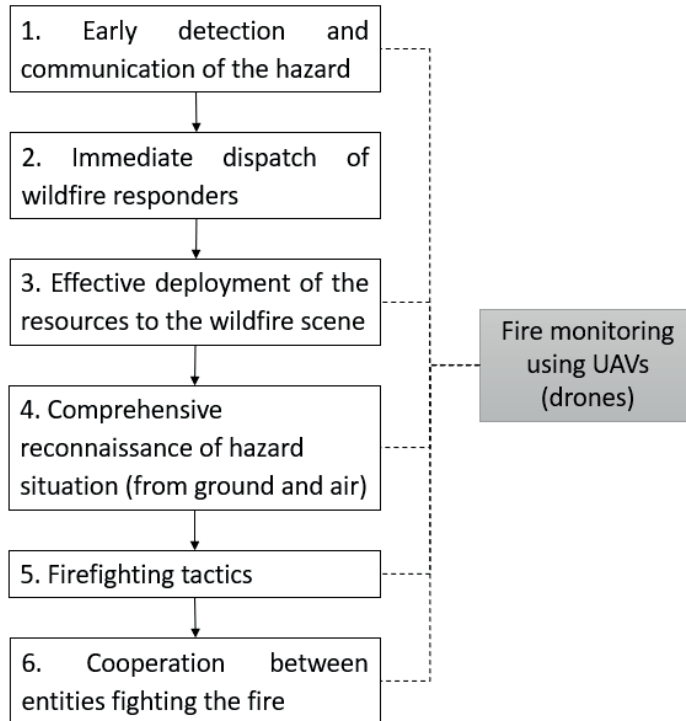 1. Early detection and
communication of the hazard
2. Immediate dispatch of
wildfire responders
3. Effective deployment of the
resources to the wildfire scene
4. Comprehensive
reconnaissance of hazard
situation (from ground and air)
5. Firefighting tactics
6. Cooperation between
entities fighting the fire
Fire monitoring
using UAVs
(drones)